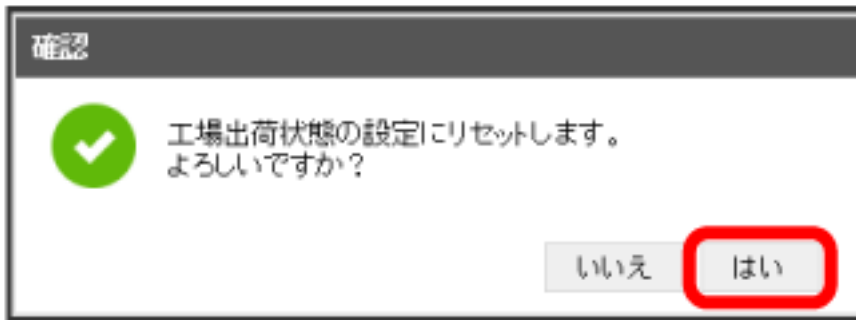 確認
工場出荷状態の設定にリセットします。
よろしいですか？
いいえ
はい